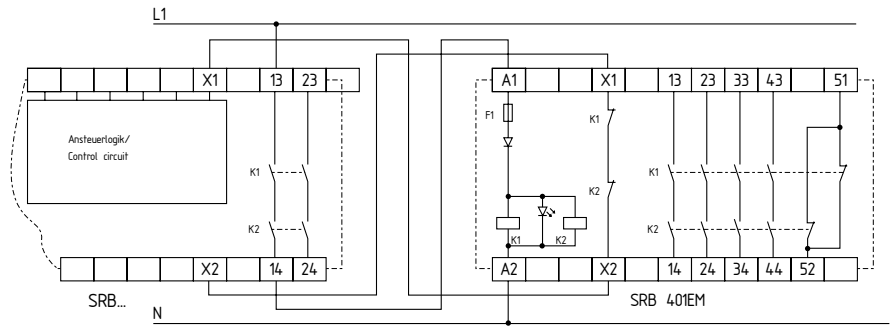 L1
X1 13 23 A1 X1 13 23 33 43 51
F1
K1
Ansteuerlogik/
Control circuit
K1 K1
K2
K2 K2
K1 K2
X2 14 24 A2 X2 14 24 34 44 52
SRB... SRB 401EM
N